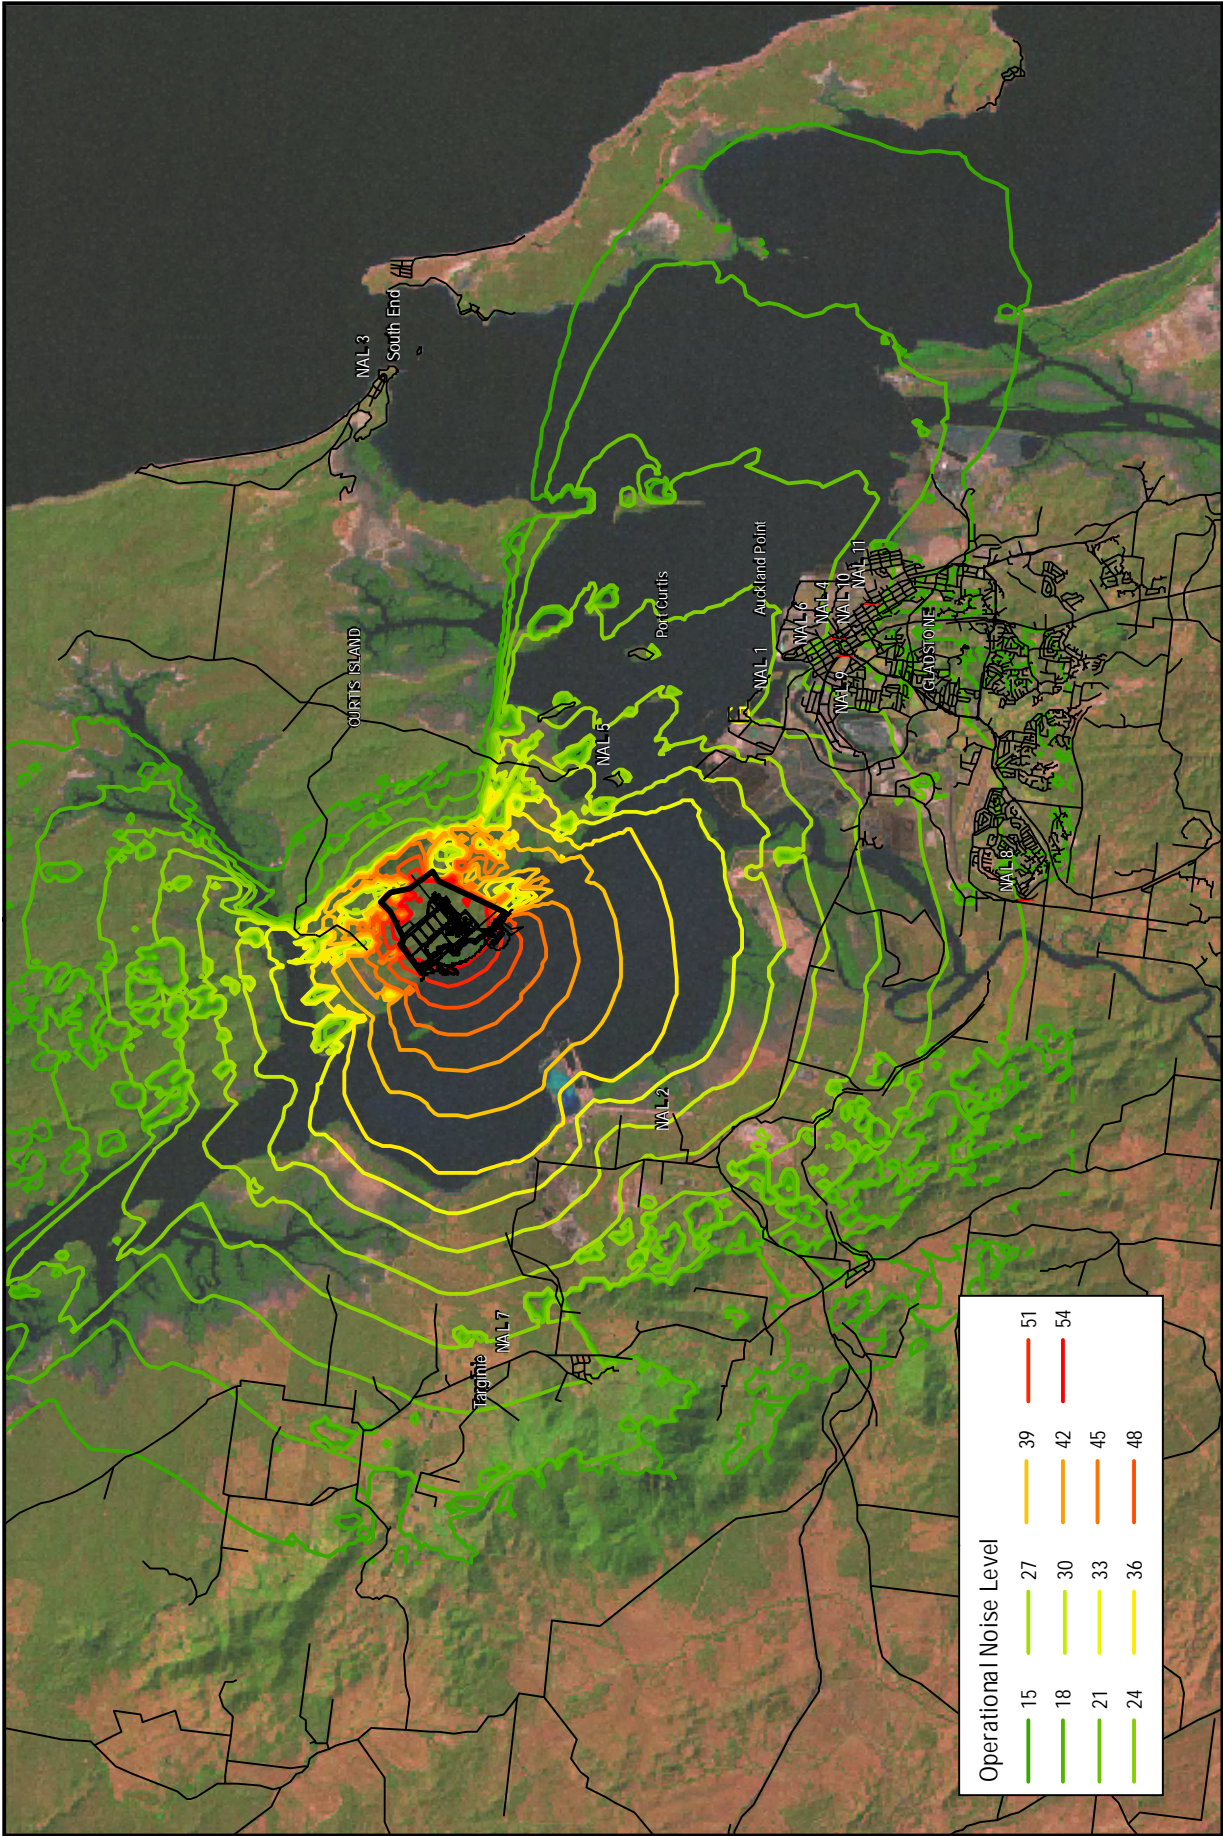 NAL 3
South End
CURTIS ISLAND
NAL 5
Port Curtis
Auckland Point
NAL 1
NAL 6
NAL 4
NAL 10
NAL 11
NAL 9
GLADSTONE
NAL 8
NAL 2
NAL 7
Targinie
Operational Noise Level
15 27 39 51
18 30 42 54
21 33 45
24 36 48